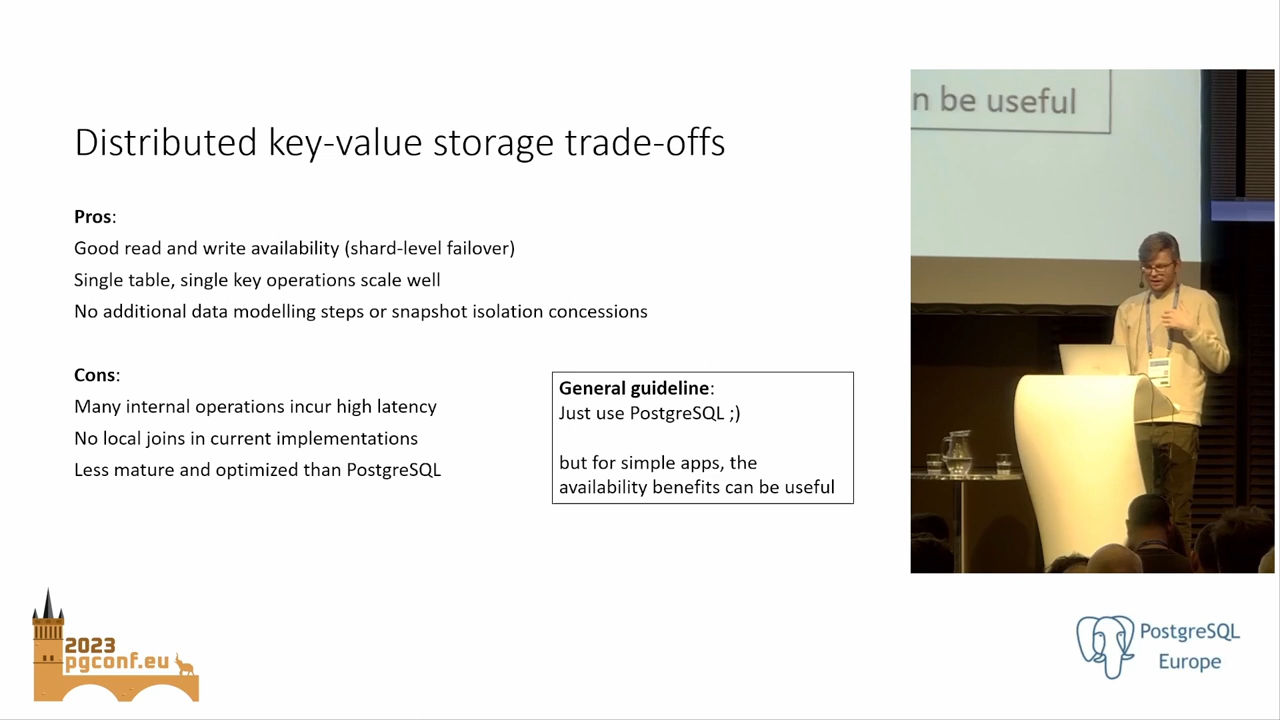 Distributed key-value storage trade-offs
Pros:
Good read and write availability (shard-level failover)
Single table, single key operations scale well
No additional data modelling steps or snapshot isolation concessions
Cons:
Many internal operations incur high latency
No local joins in current implementations
Less mature and optimized than PostgreSQL
General guideline:
Just use PostgreSQL ;)
but for simple apps, the
availability benefits can be useful
n be useful
2023
pgconf.eu
PostgreSQL
Europe